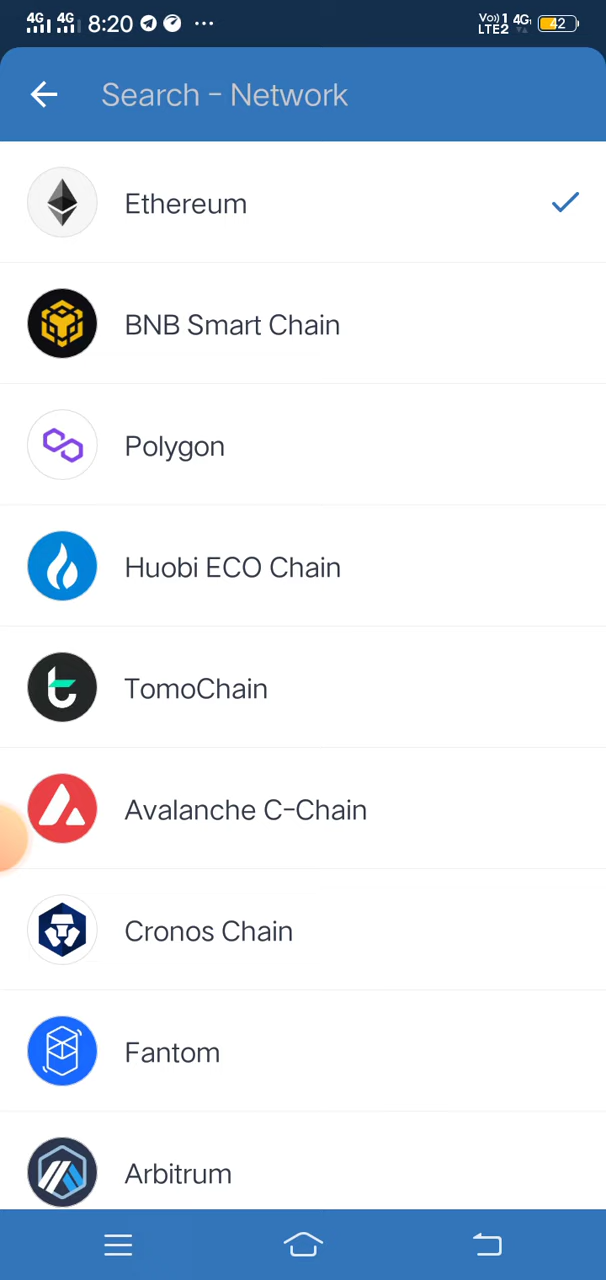 4G 4G 8:20 ... Vo)) 1 4G 42
LTE2
Search - Network
Ethereum
BNB Smart Chain
Polygon
Huobi ECO Chain
TomoChain
Avalanche C-Chain
Cronos Chain
Fantom
Arbitrum